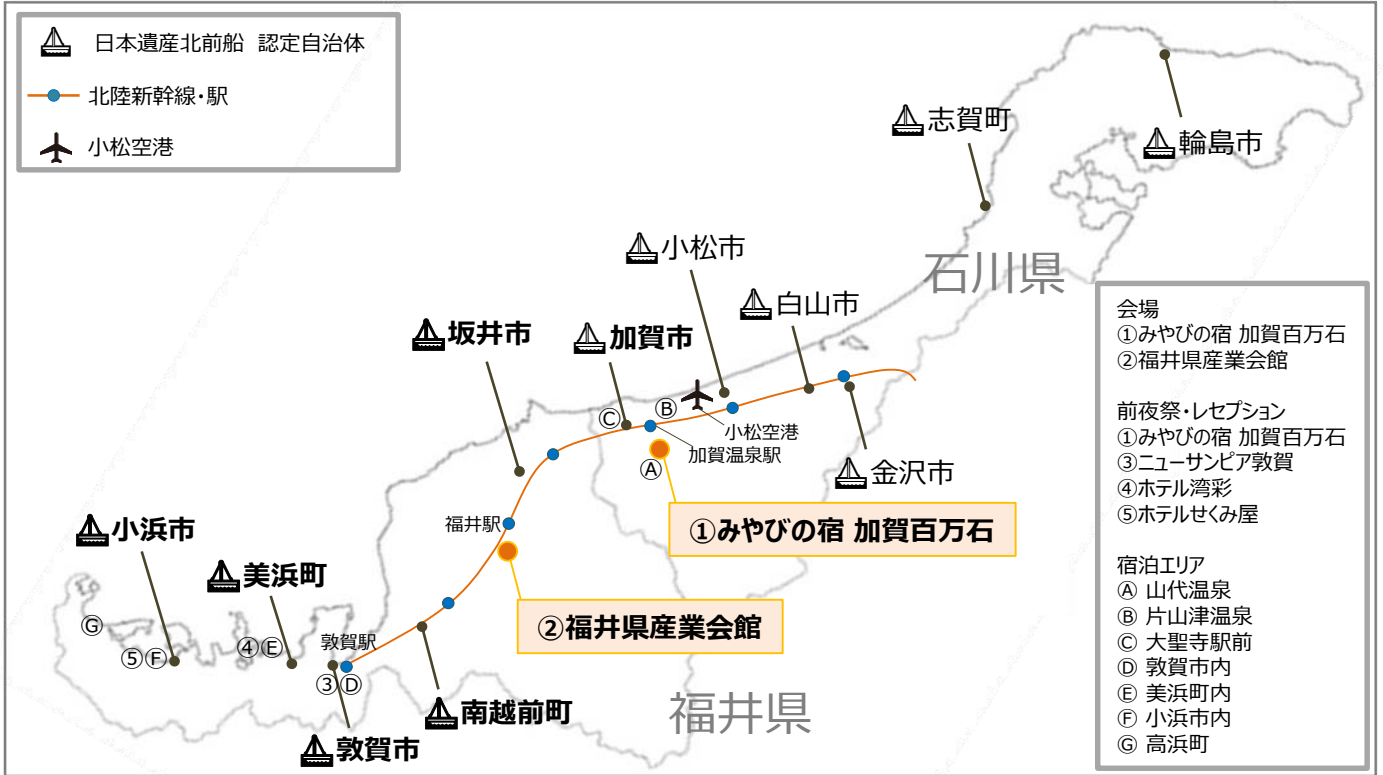 日本遺産北前船 認定自治体
北陸新幹線・駅
小松空港
志賀町
輪島市
小松市
石川県
白山市
坂井市
加賀市
Ⓒ
Ⓑ
小松空港
加賀温泉駅
Ⓐ
金沢市
①みやびの宿 加賀百万石
福井駅
小浜市
美浜町
②福井県産業会館
Ⓖ
⑤Ⓕ
④Ⓔ
敦賀駅
③Ⓓ
南越前町
福井県
敦賀市
会場
①みやびの宿 加賀百万石
②福井県産業会館
前夜祭・レセプション
①みやびの宿 加賀百万石
③ニューサンピア敦賀
④ホテル湾彩
⑤ホテルせくみ屋
宿泊エリア
Ⓐ 山代温泉
Ⓑ 片山津温泉
Ⓒ 大聖寺駅前
Ⓓ 敦賀市内
Ⓔ 美浜町内
Ⓕ 小浜市内
Ⓖ 高浜町